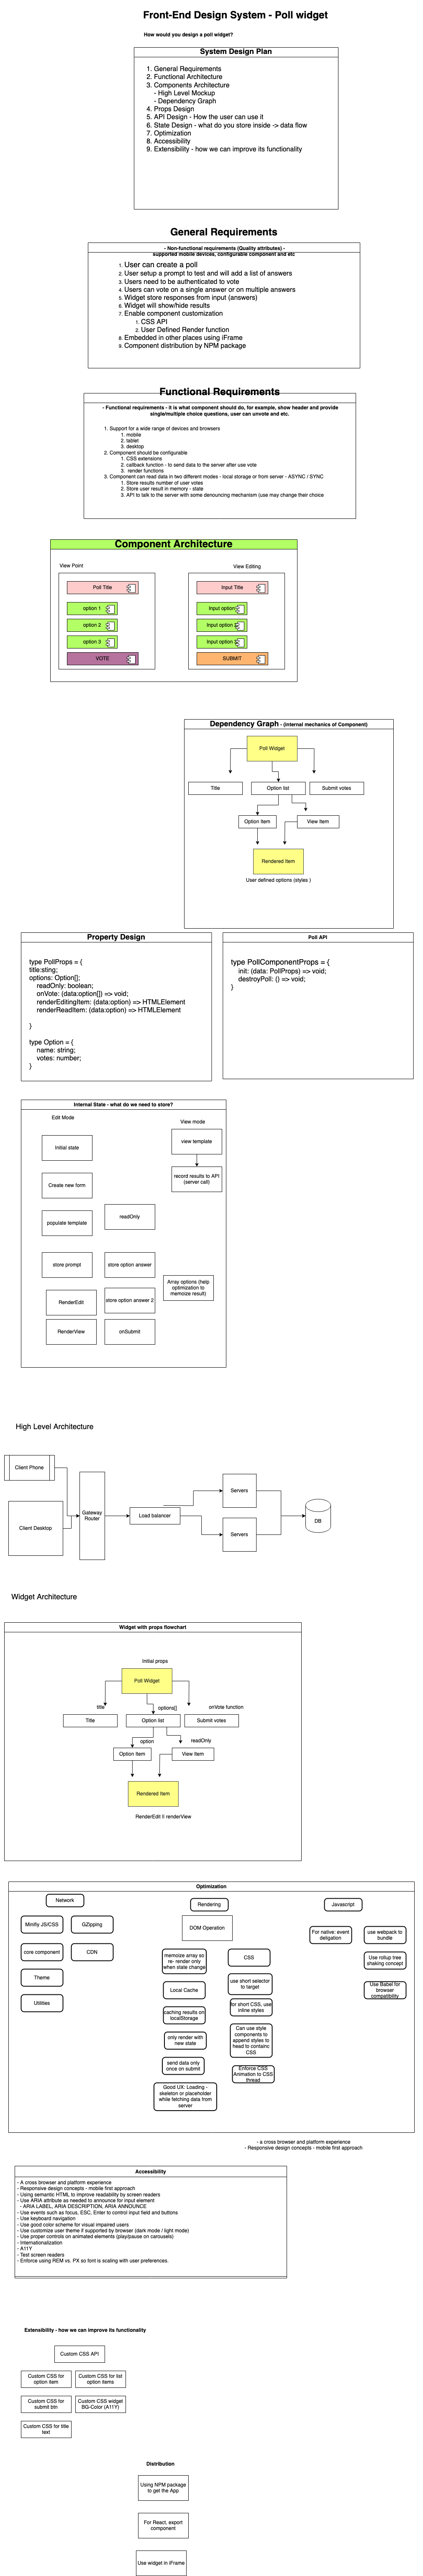 Front-End Design System - Poll widget
How would you design a poll widget?
System Design Plan
1. General Requirements
2. Functional Architecture
3. Components Architecture
- High Level Mockup
- Dependency Graph
4. Props Design
5. API Design - How the user can use it
6. State Design - what do you store inside -> data flow
7. Optimization
8. Accessibility
9. Extensibility - how we can improve its functionality
General Requirements
- Non-functional requirements (Quality attributes) -
supported mobile devices, configurable component and etc
1. User can create a poll
2. User setup a prompt to test and will add a list of answers
3. Users need to be authenticated to vote
4. Users can vote on a single answer or on multiple answers
5. Widget store responses from input (answers)
6. Widget will show/hide results
7. Enable component customization
1. CSS API
2. User Defined Render function
8. Embedded in other places using iFrame
9. Component distribution by NPM package
Functional Requirements
- Functional requirements - it is what component should do, for example, show header and provide
single/multiple choice questions, user can unvote and etc.
1. Support for a wide range of devices and browsers
1. mobile
2. tablet
3. desktop
2. Component should be configurable
1. CSS extensions
2. callback function - to send data to the server after use vote
3. render functions
3. Component can read data in two different modes - local storage or from server - ASYNC / SYNC
1. Store results number of user votes
2. Store user result in memory - state
3. API to talk to the server with some denouncing mechanism (use may change their choice
Component Architecture
View Point
View Editing
Poll Title
Input Title
option 1
Input option
option 2
Input option 2
option 3
Input option 3
VOTE
SUBMIT
Dependency Graph - (internal mechanics of Component)
Poll Widget
Title
Option list
Submit votes
Option Item
View Item
Rendered Item
User defined options (styles )
Property Design
type PollProps = {
title:sting;
options: Option[];
readOnly: boolean;
onVote: (data:option[]) => void;
renderEditingItem: (data:option) => HTMLElement
renderReadItem: (data:option) => HTMLElement
}
type Option = {
name: string;
votes: number;
}
Poll API
type PollComponentProps = {
init: (data: PollProps) => void;
destroyPoll: () => void;
}
Internal State - what do we need to store?
Edit Mode
View mode
Initial state
view template
Create new form
record results to API
(server call)
populate template
readOnly
store prompt
store option answer
Array options (help
optimization to
memoize result)
RenderEdit
store option answer 2
RenderView
onSubmit
High Level Architecture
Client Phone
Client Desktop
Gateway
Router
Load balancer
Servers
Servers
DB
Widget Architecture
Widget with props flowchart
Initial props
Poll Widget
title
options[]
onVote function
Title
Option list
Submit votes
option
readOnly
Option Item
View Item
Rendered Item
RenderEdit II renderView
Optimization
Network
Rendering
Javascript
Minifiy JS/CSS
GZipping
DOM Operation
For native: event
deligation
use webpack to
bundle
core component
CDN
memoize array so
re- render only
when state change
CSS
Use rollup tree
shaking concept
Theme
Local Cache
use short selector
to target
Use Babel for
browser
compatibility
Utilities
caching results on
localStorage
for short CSS, use
inline styles
only render with
new state
Can use style
components to
append styles to
head to containc
CSS
send data only
once on submit
Enforce CSS
Animation to CSS
thread
Good UX: Loading -
skeleton or placeholder
while fetching data from
server
- a cross browser and platform experience
- Responsive design concepts - mobile first approach
Accessibility
- A cross browser and platform experience
- Responsive design concepts - mobile first approach
- Using semantic HTML to improve readability by screen readers
- Use ARIA attribute as needed to announce for input element
- ARIA LABEL, ARIA DESCRIPTION, ARIA ANNOUNCE
- Use events such as focus, ESC, Enter to control input field and buttons
- Use keyboard navigation
- Use good color scheme for visual impaired users
- Use customize user theme if supported by browser (dark mode / light mode)
- Use proper controls on animated elements (play/pause on carousels)
- Internationalization
- A11Y
- Test screen readers
- Enforce using REM vs. PX so font is scaling with user preferences.
Extensibility - how we can improve its functionality
Custom CSS API
Custom CSS for
option item
Custom CSS for list
option items
Custom CSS for
submit btn
Custom CSS widget
BG-Color (A11Y)
Custom CSS for title
text
Distribution
Using NPM package
to get the App
For React, export
component
Use widget in IFrame